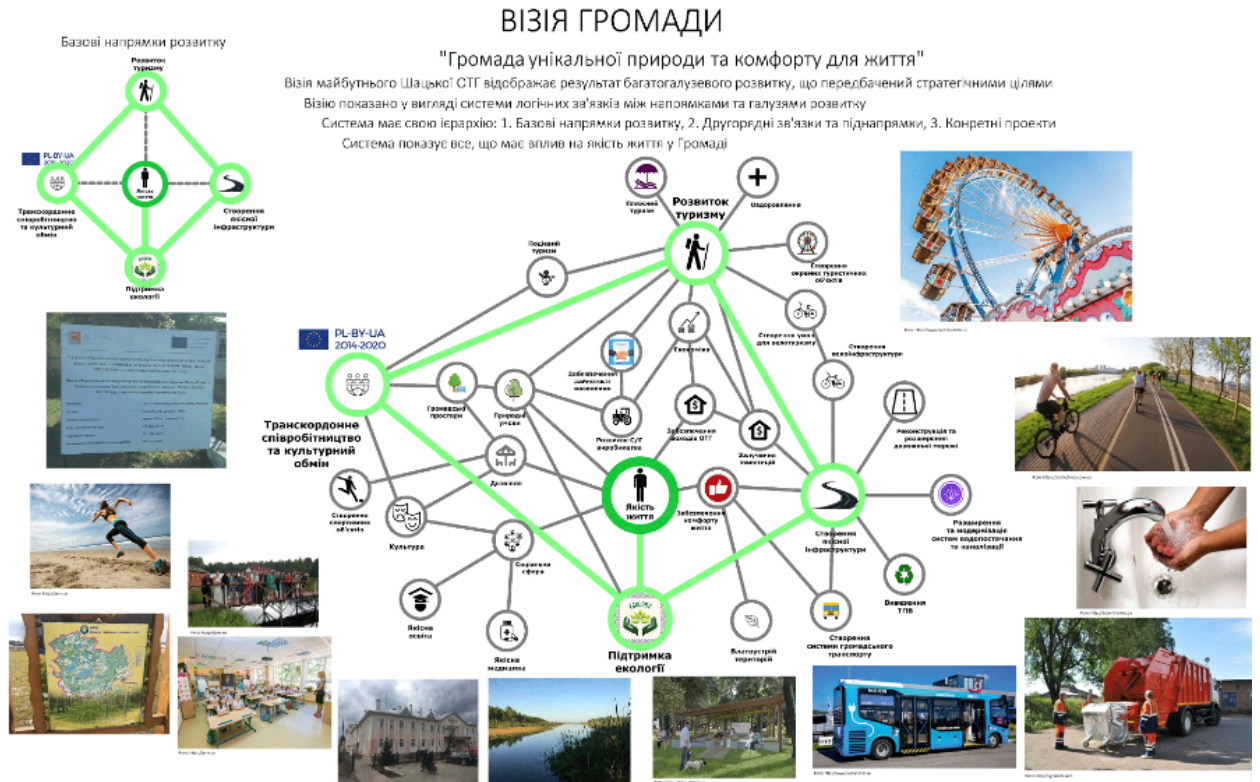 ВІЗІЯ ГРОМАДИ
"Громада унікальної природи та комфорту для життя"
Візія майбутнього Шацької ОТГ відображає результат багатогалузевого розвитку, що передбачений стратегічними цілями
Візію показано у вигляді системи логічних зв'язків між напрямками та галузями розвитку
Система має свою ієрархію: 1. Базові напрямки розвитку, 2. Другорядні зв'язки та піднапрямки, 3. Конкретні проекти
Система показує все, що має вплив на якість життя у Громаді
Базові напрямки розвитку
Розвиток
туризму
PL-BY-UA
2014-2020
Якість
життя
Транскордонне
співробітництво
та культурний
обмін
Створення
якісної
інфраструктури
Підтримка
екології
Пляжний
туризм
Оздоровлення
Розвиток
туризму
Подієвий
туризм
Створення
окремих туристичних
об'єктів
PL-BY-UA
2014-2020
Створення умов
для велотуризму
Економіка
Створення
велоінфраструктури
Забезпечення
зайнятості
населення
Громадські
простори
Природні
умови
Розвиток С/Г
виробництва
Забезпечення
доходів ОТГ
Залучення
інвестицій
Реконструкція та
розширення
дорожньої мережі
Транскордонне
співробітництво
та культурний
обмін
Дозвілля
Якість
життя
Забезпечення
комфорту
життя
Створення
якісної
інфраструктури
Розширення
та модернізація
систем водопостачання
та каналізації
Створення
спортивних
об'єктів
Культура
Соціальна
сфера
Вивезення
ТПВ
Якісна
освіта
Якісна
медицина
Підтримка
екології
Благоустрій
територій
Створення
системи громадського
транспорту